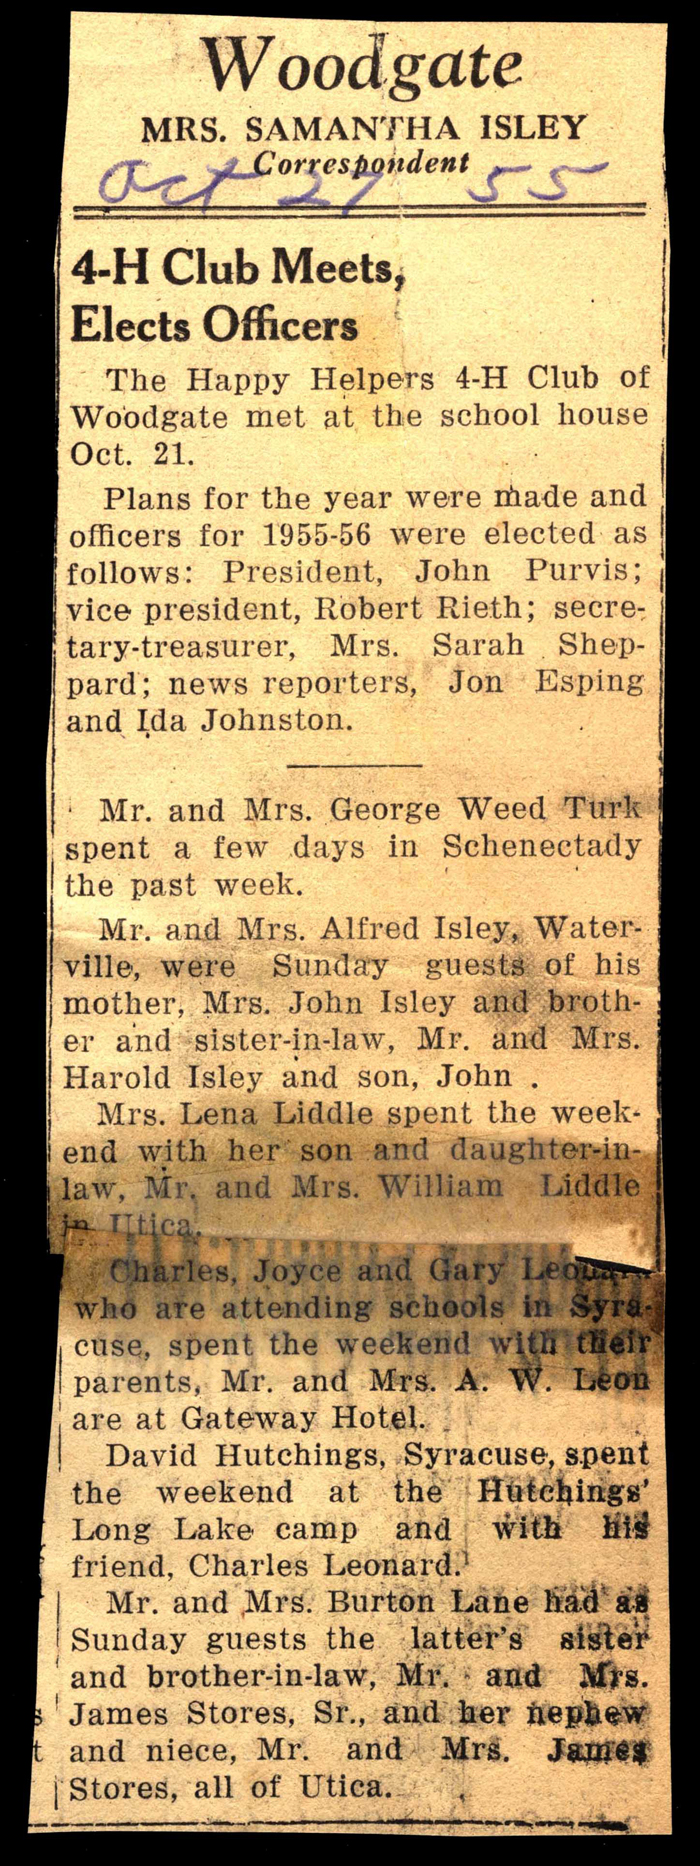 Woodgate
MRS. SAMANTHA ISLEY
Correspondent
Oct 27 55
4-H Club Meets,
Elects Officers
The Happy Helpers 4-H Club of
Woodgate met at the school house
Oct. 21.
Plans for the year were made and
officers for 1955-56 were elected as
follows: President, John Purvis;
vice president, Robert Rieth; secre-
tary-treasurer, Mrs. Sarah Shep-
pard; news reporters, Jon Esping
and Ida Johnston.
Mr. and Mrs. George Weed Turk
spent a few days in Schenectady
the past week.
Mr. and Mrs. Alfred Isley, Water-
ville, were Sunday guests of his
mother, Mrs. John Isley and broth-
er and sister-in-law, Mr. and Mrs.
Harold Isley and son, John .
Mrs. Lena Liddle spent the week-
end with her son and daughter-in-
law, Mr. and Mrs. William Liddle
in Utica.
Charles, Joyce and Gary Leonard
who are attending schools in Syra-
cuse, spent the weekend with their
parents, Mr. and Mrs. A. W. Leon
are at Gateway Hotel.
David Hutchings, Syracuse, spent
the weekend at the Hutchings'
Long Lake camp and with his
friend, Charles Leonard.
Mr. and Mrs. Burton Lane had as
Sunday guests the latter's sister
and brother-in-law, Mr. and Mrs.
James Stores, Sr., and her nephew
and niece, Mr. and Mrs. James
Stores, all of Utica.